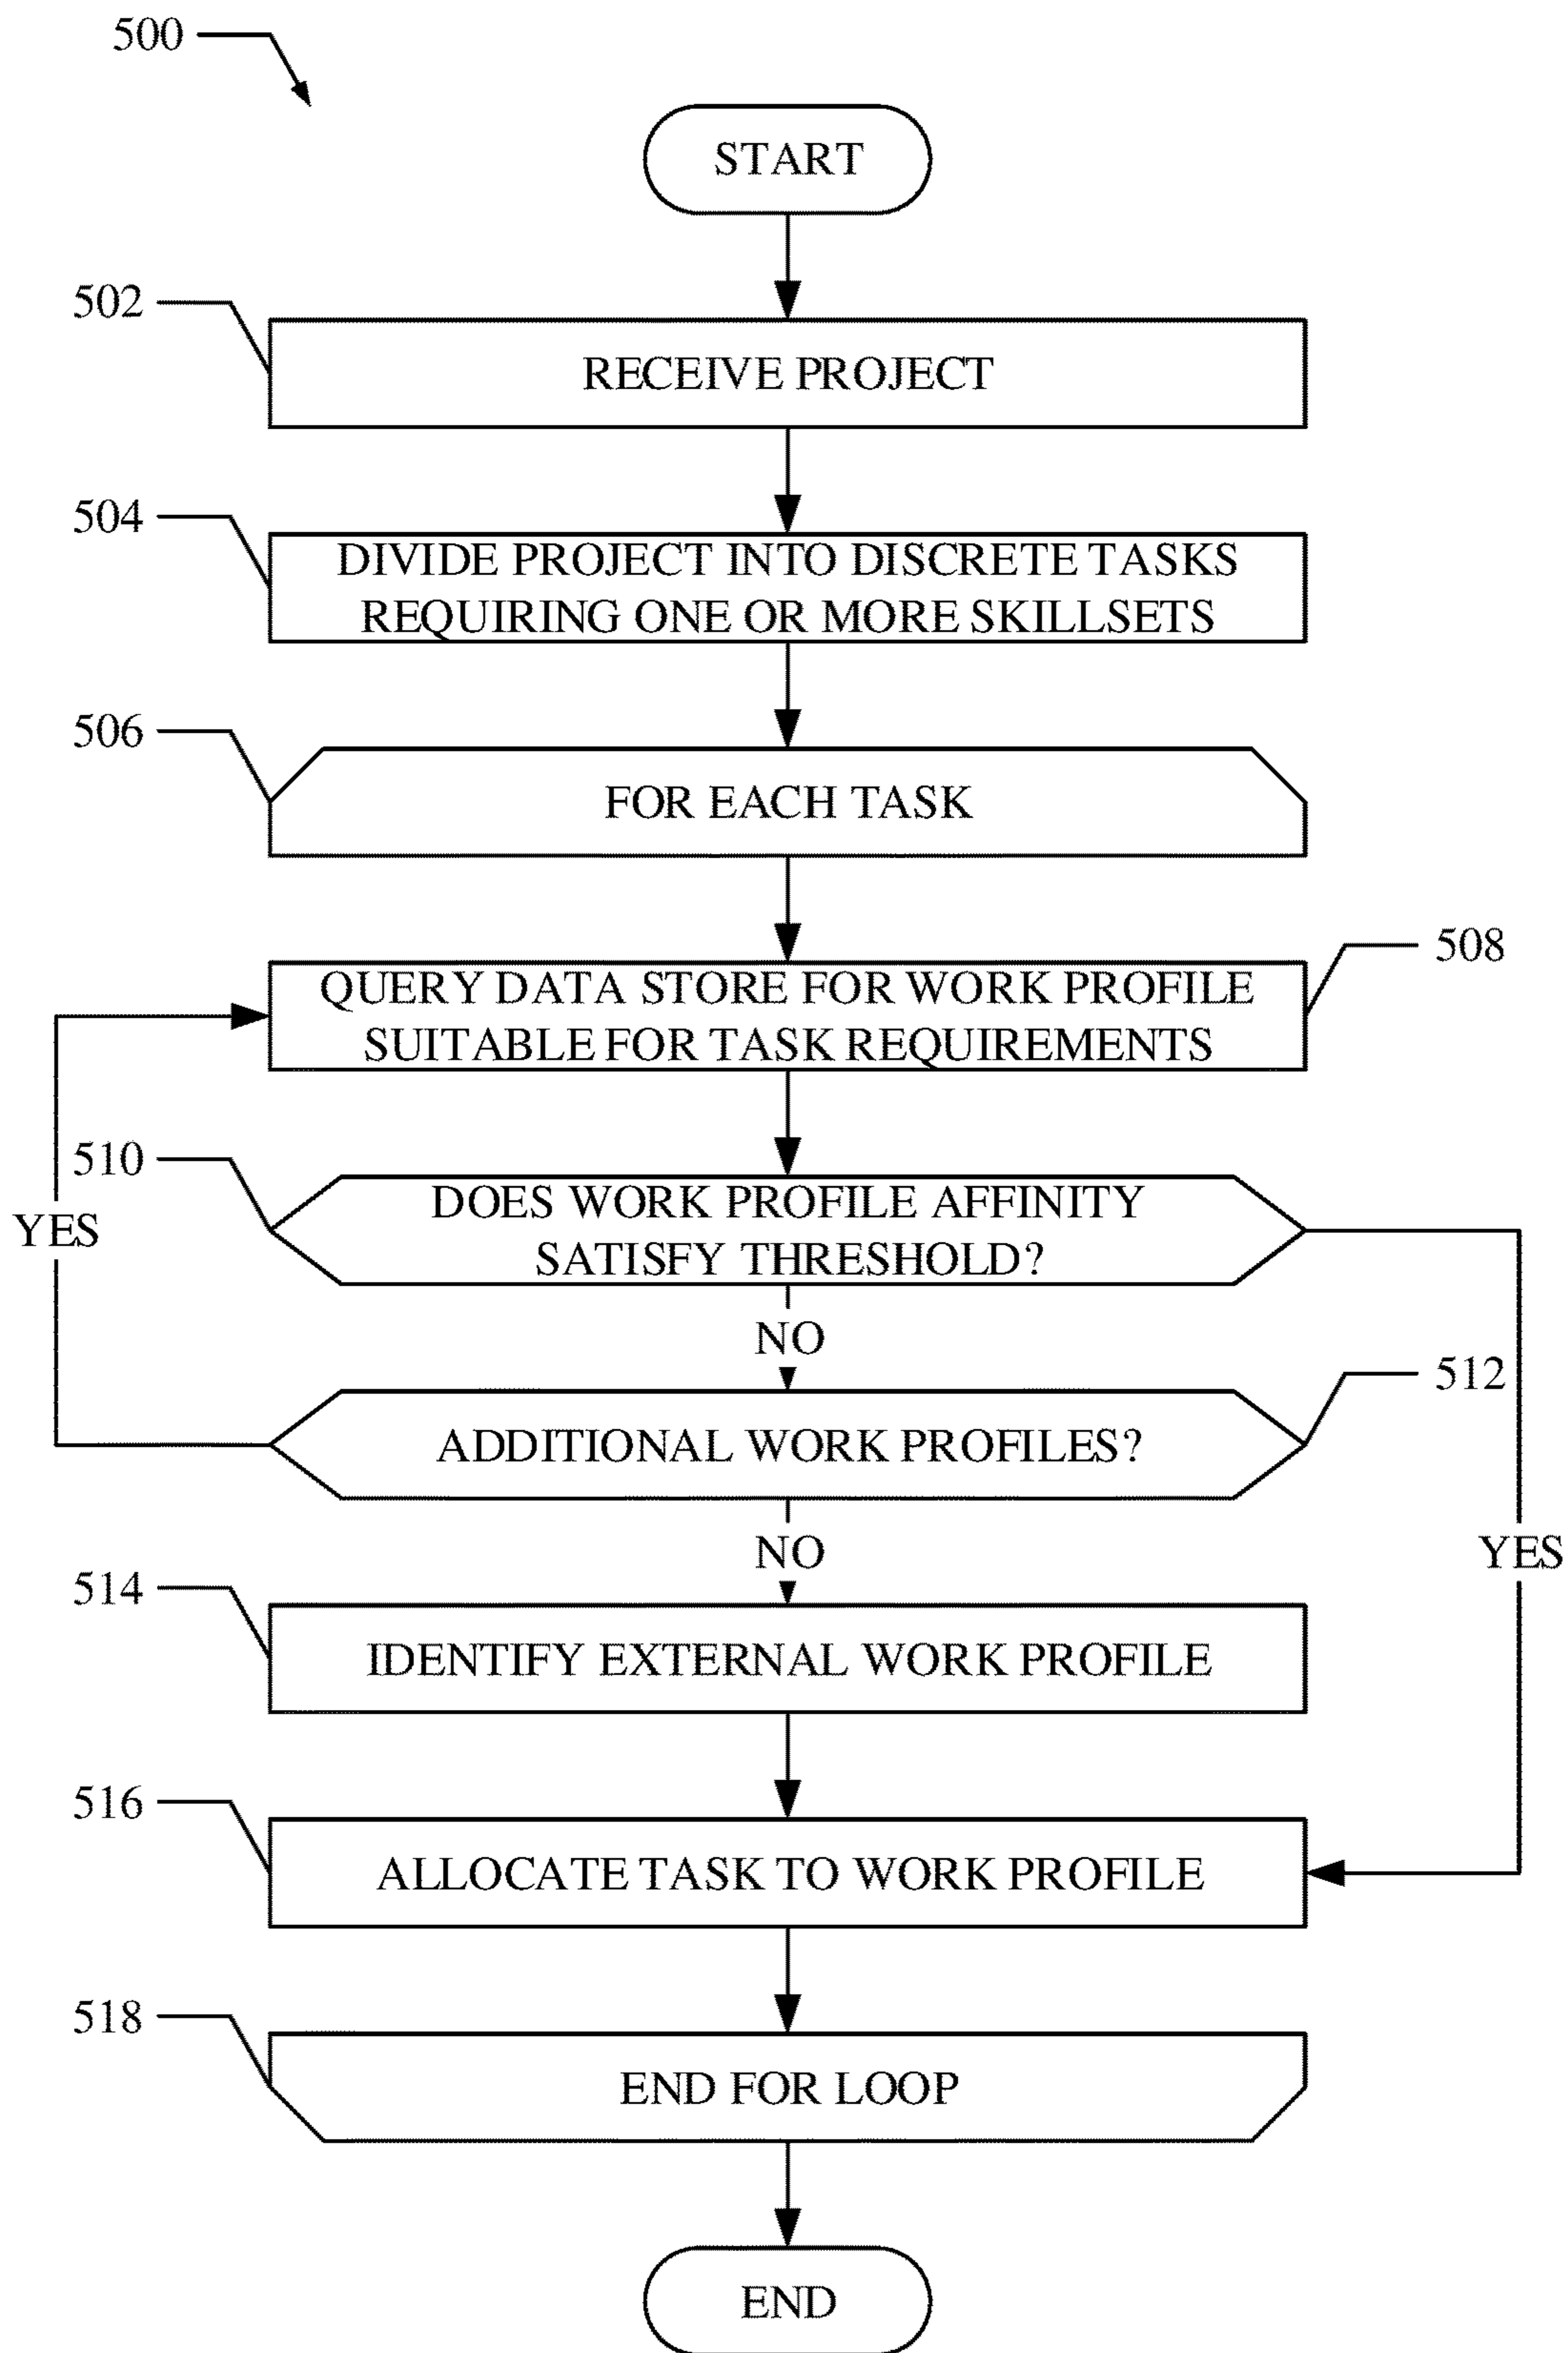 500
START
502
RECEIVE PROJECT
504
DIVIDE PROJECT INTO DISCRETE TASKS
REQUIRING ONE OR MORE SKILLSETS
506
FOR EACH TASK
508
QUERY DATA STORE FOR WORK PROFILE
SUITABLE FOR TASK REQUIREMENTS
510
DOES WORK PROFILE AFFINITY
SATISFY THRESHOLD?
YES
NO
512
ADDITIONAL WORK PROFILES?
NO
YES
514
IDENTIFY EXTERNAL WORK PROFILE
516
ALLOCATE TASK TO WORK PROFILE
518
END FOR LOOP
END